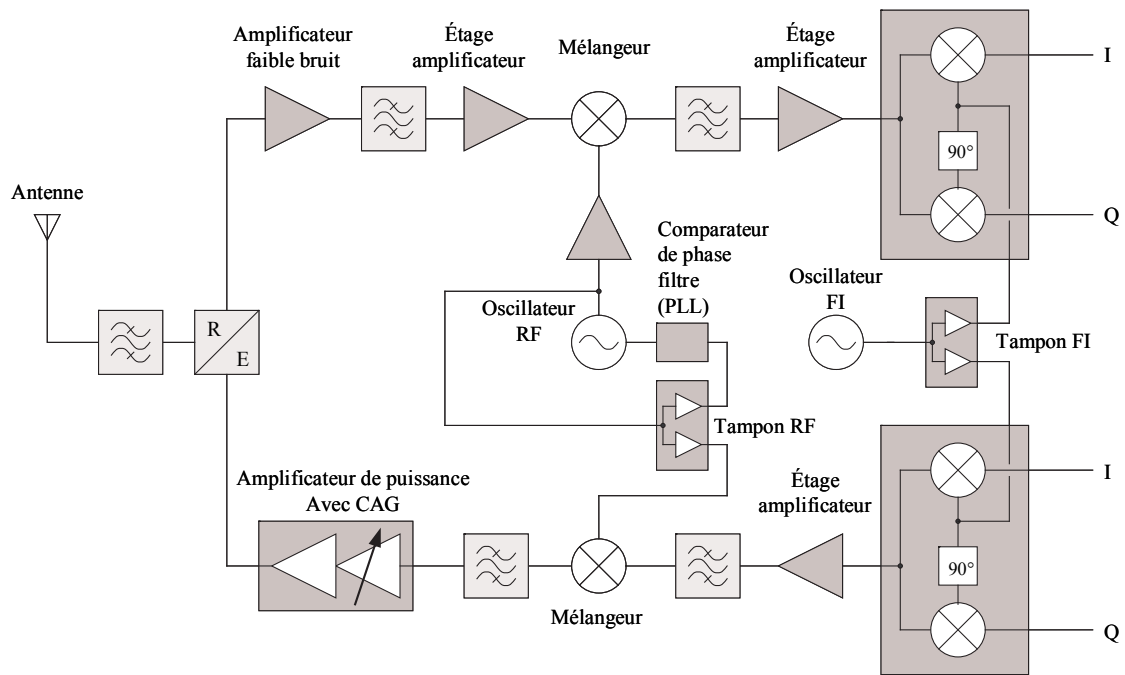 Amplificateur
faible bruit
Étage
amplificateur
Mélangeur
Étage
amplificateur
I
90°
Q
Antenne
R
E
Oscillateur
RF
Comparateur
de phase
filtre
(PLL)
Oscillateur
FI
Tampon FI
Tampon RF
Amplificateur de puissance
Avec CAG
Mélangeur
Étage
amplificateur
I
90°
Q